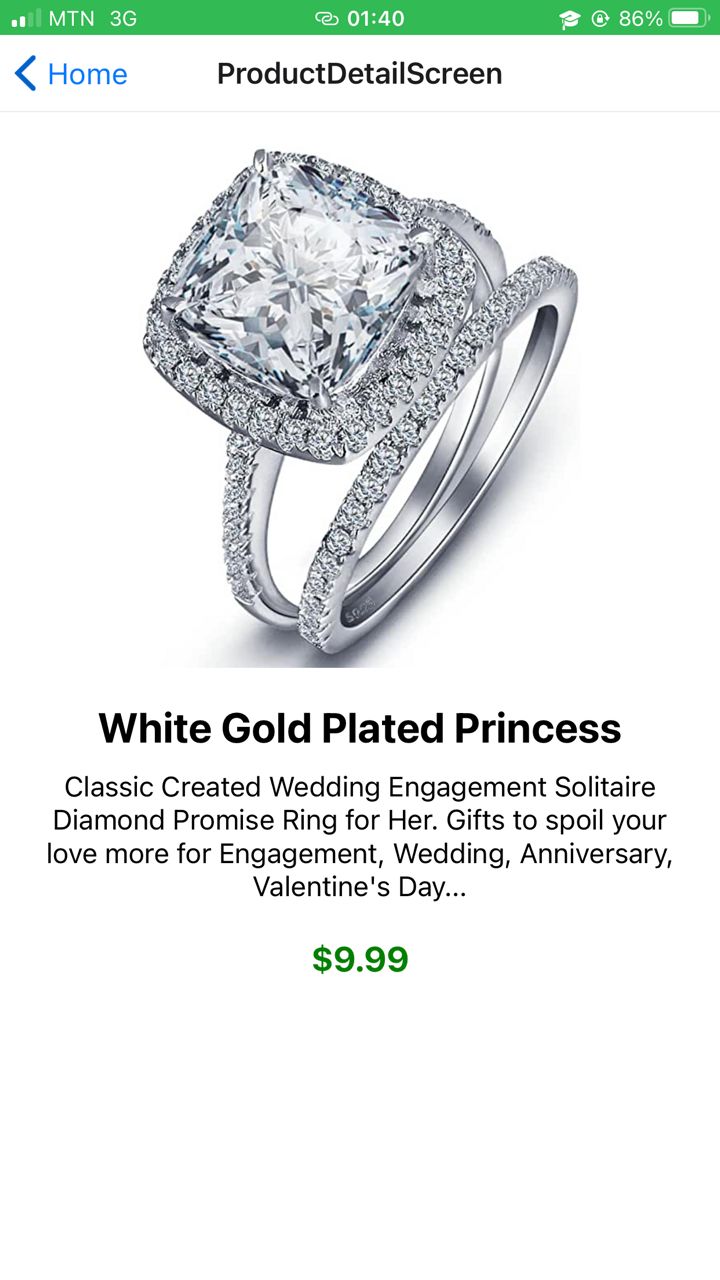 MTN 3G 01:40 86%
Home ProductDetailScreen
White Gold Plated Princess
Classic Created Wedding Engagement Solitaire
Diamond Promise Ring for Her. Gifts to spoil your
love more for Engagement, Wedding, Anniversary,
Valentine's Day...
$9.99